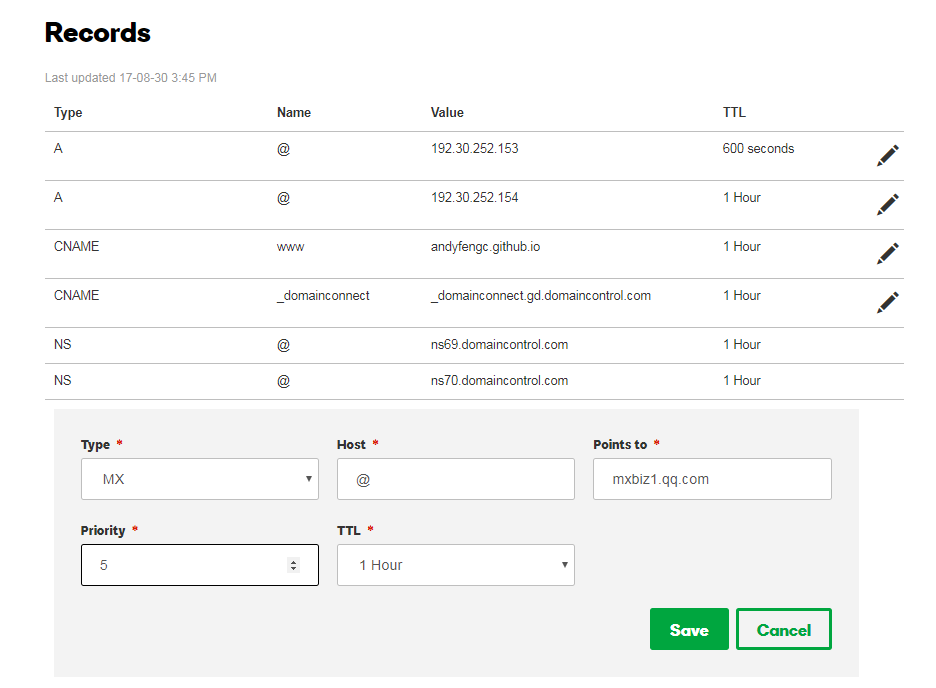 Records
Last updated 17-08-30 3:45 PM
Type Name Value TTL
A @ 192.30.252.153 600 seconds
A @ 192.30.252.154 1 Hour
CNAME www andyfengc.github.io 1 Hour
CNAME _domainconnect _domainconnect.gd.domaincontrol.com 1 Hour
NS @ ns69.domaincontrol.com 1 Hour
NS @ ns70.domaincontrol.com 1 Hour
Type * Host * Points to *
MX @ mxbiz1.qq.com
Priority * TTL *
5 1 Hour
Save Cancel